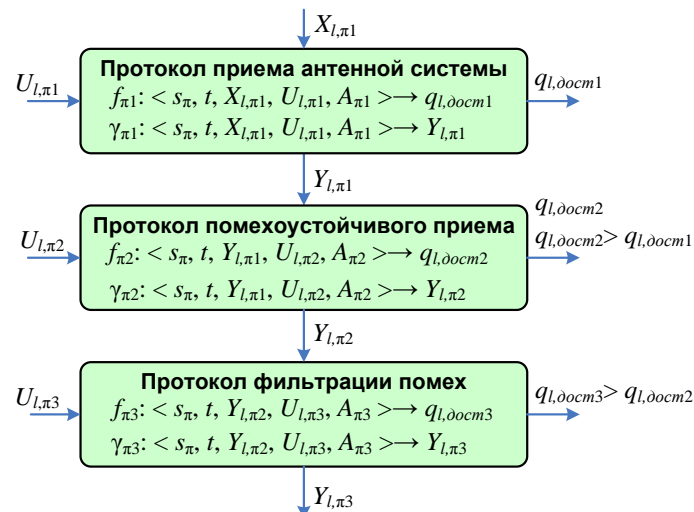 X_{l,π1}
Протокол приема антенной системы
U_{l,π1}
f_{π1}: < s_π, t, X_{l,π1}, U_{l,π1}, A_{π1} >→ q_{l,дост1}
q_{l,дост1}
γ_{π1}: < s_π, t, X_{l,π1}, U_{l,π1}, A_{π1} >→ Y_{l,π1}
Y_{l,π1}
q_{l,дост2}
Протокол помехоустойчивого приема
U_{l,π2}
q_{l,дост2}> q_{l,дост1}
f_{π2}: < s_π, t, Y_{l,π1}, U_{l,π2}, A_{π2} >→ q_{l,дост2}
γ_{π2}: < s_π, t, Y_{l,π1}, U_{l,π2}, A_{π2} >→ Y_{l,π2}
Y_{l,π2}
Протокол фильтрации помех
U_{l,π3}
q_{l,дост3}> q_{l,дост2}
f_{π3}: < s_π, t, Y_{l,π2}, U_{l,π3}, A_{π3} >→ q_{l,дост3}
γ_{π3}: < s_π, t, Y_{l,π2}, U_{l,π3}, A_{π3} >→ Y_{l,π3}
Y_{l,π3}